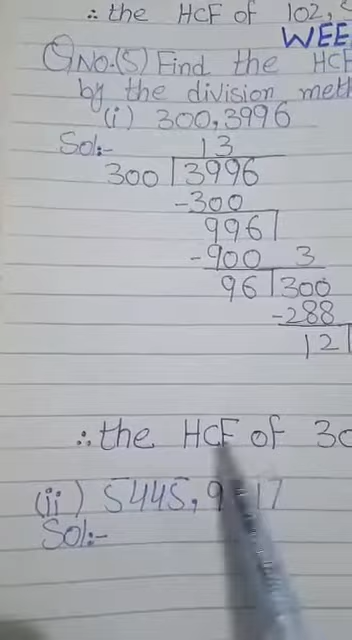 ∴ the HCF of 102,
WEE
Q NO.(5) Find the HCF
by the division meth
(i) 300,3996
Sol:- 13
300 3996
-300
996
-900 3
96 300
-288
12
∴ the HCF of 30
(ii) 5445, 9 17
Sol:-